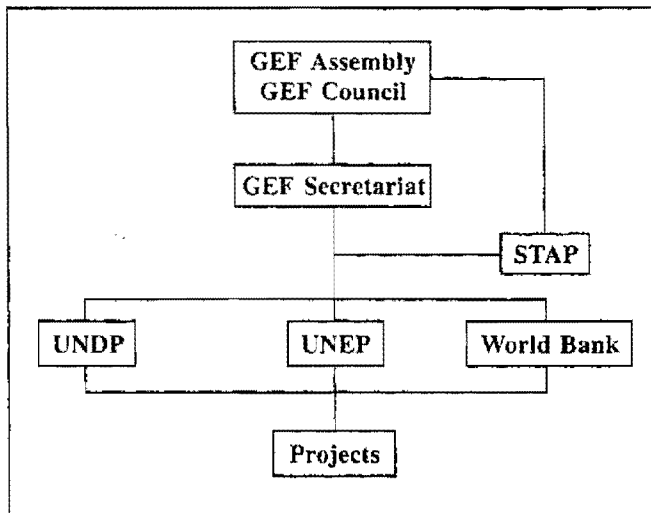 GEF Assembly
GEF Council
GEF Secretariat
STAP
UNDP
UNEP
World Bank
Projects